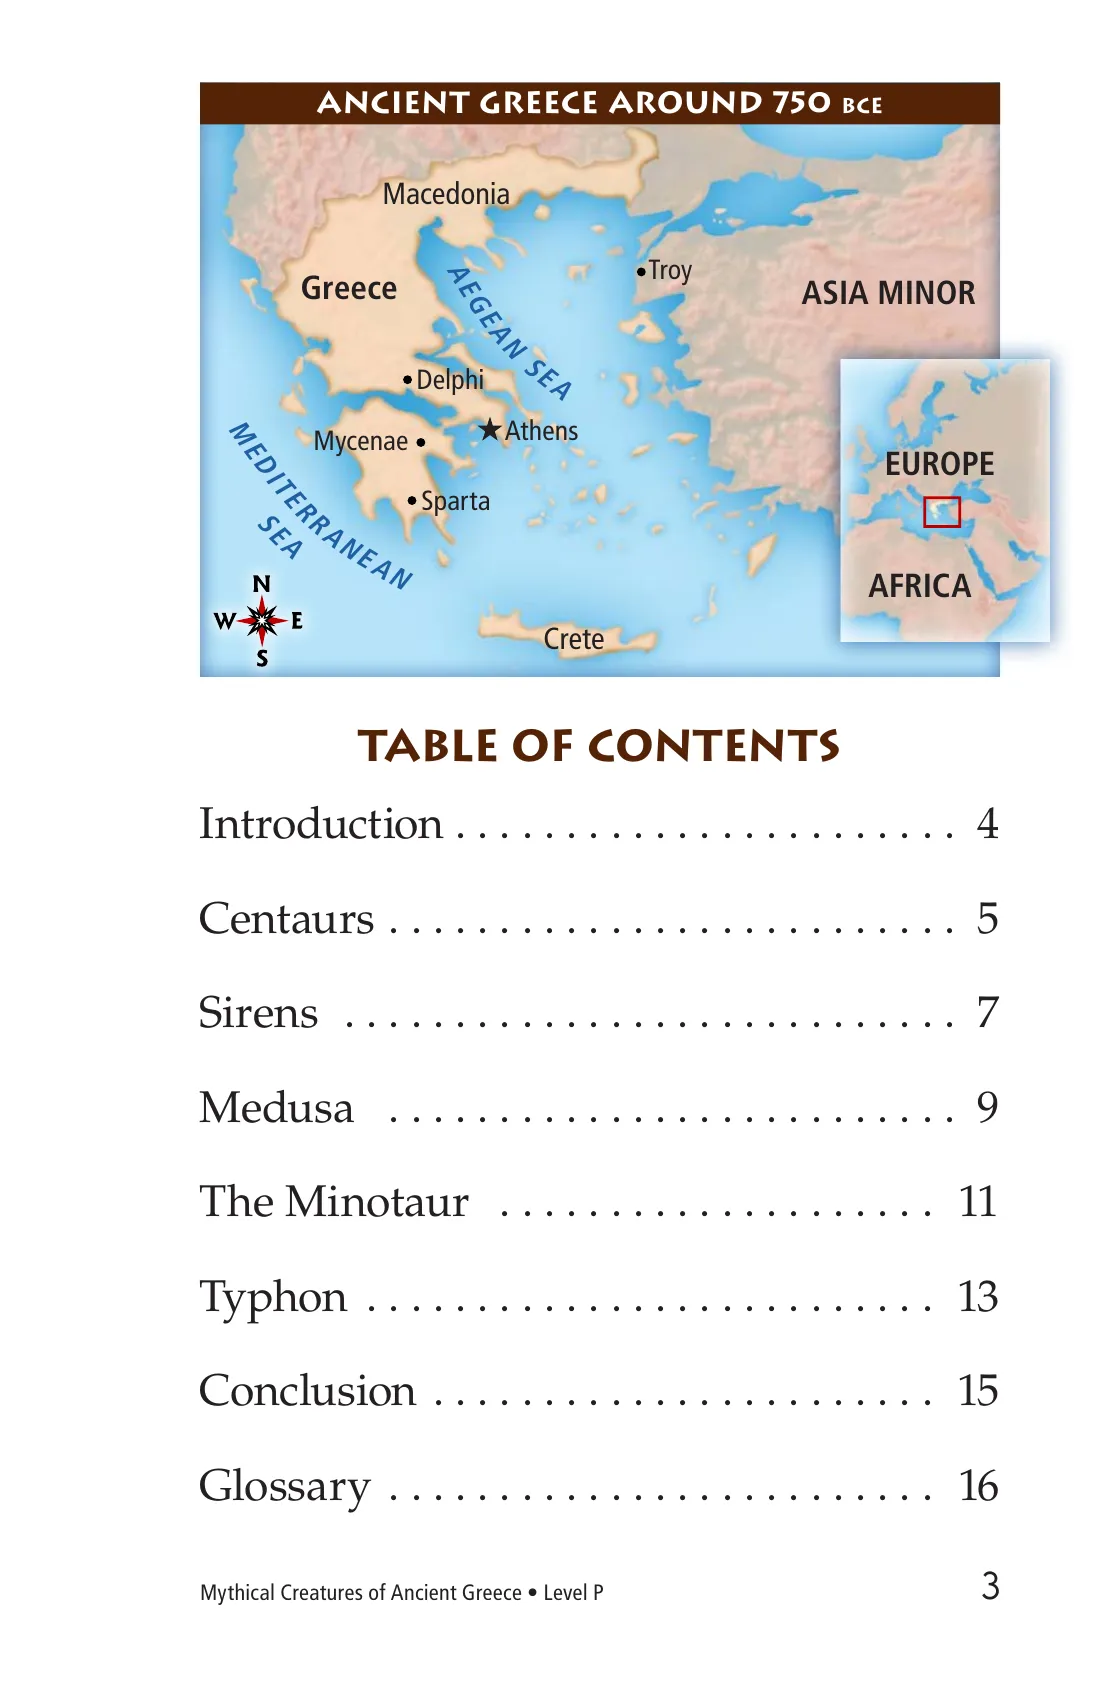 ANCIENT GREECE AROUND 750 BCE
Macedonia
Greece
Troy
ASIA MINOR
AEGEAN SEA
Delphi
Athens
Mycenae
Sparta
MEDITERRANEAN
SEA
EUROPE
AFRICA
N
W E
S
Crete
TABLE OF CONTENTS
Introduction . . . . . . . . . . . . . . . . . . . . . . . 4
Centaurs . . . . . . . . . . . . . . . . . . . . . . . . . . 5
Sirens . . . . . . . . . . . . . . . . . . . . . . . . . . . . 7
Medusa . . . . . . . . . . . . . . . . . . . . . . . . . . 9
The Minotaur . . . . . . . . . . . . . . . . . . . . 11
Typhon . . . . . . . . . . . . . . . . . . . . . . . . . . 13
Conclusion . . . . . . . . . . . . . . . . . . . . . . . 15
Glossary . . . . . . . . . . . . . . . . . . . . . . . . . 16
Mythical Creatures of Ancient Greece • Level P 3